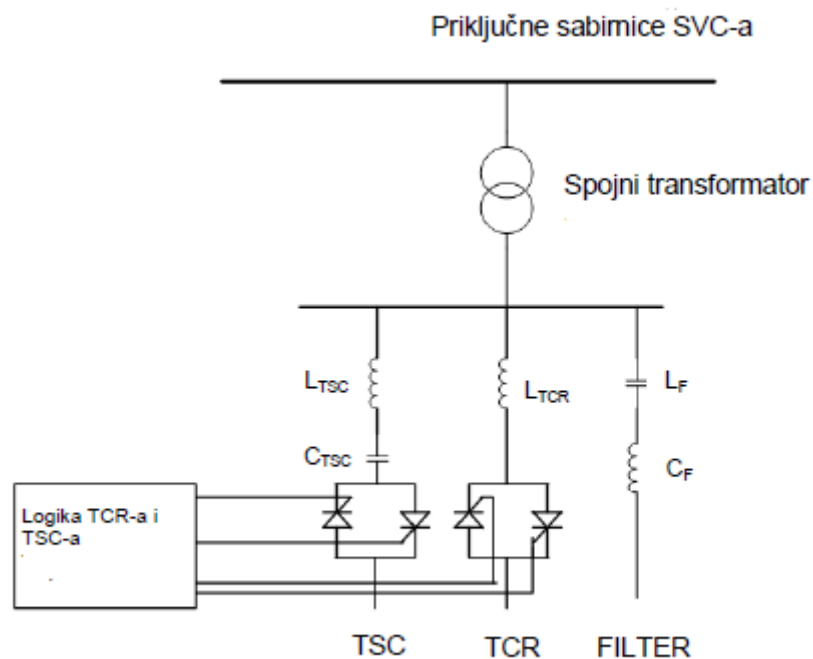 Priključne sabirnice SVC-a
Spojni transformator
LTSC
LTCR
LF
CTSC
CF
Logika TCR-a i
TSC-a
TSC
TCR
FILTER